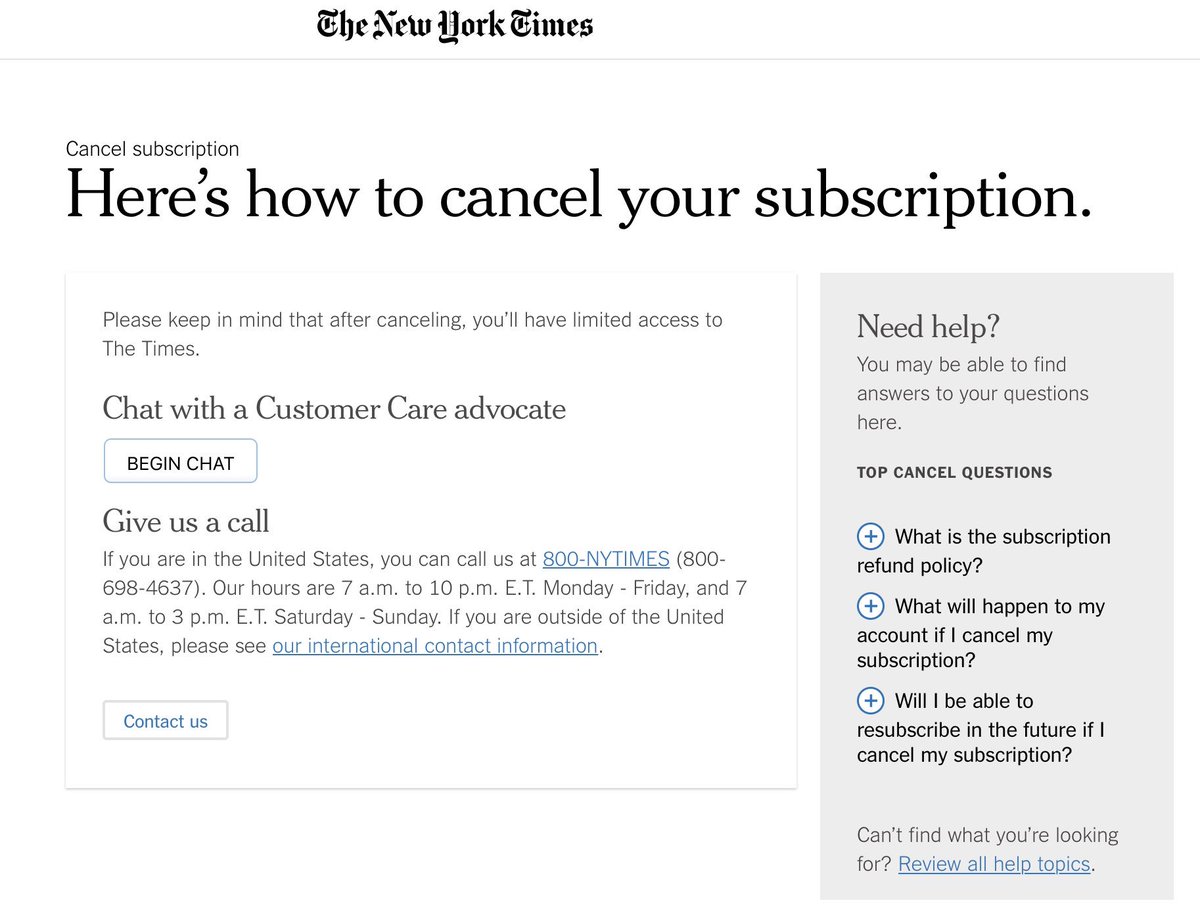 The New York Times
Cancel subscription
Here’s how to cancel your subscription.
Please keep in mind that after canceling, you’ll have limited access to
The Times.
Chat with a Customer Care advocate
BEGIN CHAT
Give us a call
If you are in the United States, you can call us at 800-NYTIMES (800-
698-4637). Our hours are 7 a.m. to 10 p.m. E.T. Monday - Friday, and 7
a.m. to 3 p.m. E.T. Saturday - Sunday. If you are outside of the United
States, please see our international contact information.
Contact us
Need help?
You may be able to find
answers to your questions
here.
TOP CANCEL QUESTIONS
What is the subscription
refund policy?
What will happen to my
account if I cancel my
subscription?
Will I be able to
resubscribe in the future if I
cancel my subscription?
Can’t find what you’re looking
for? Review all help topics.